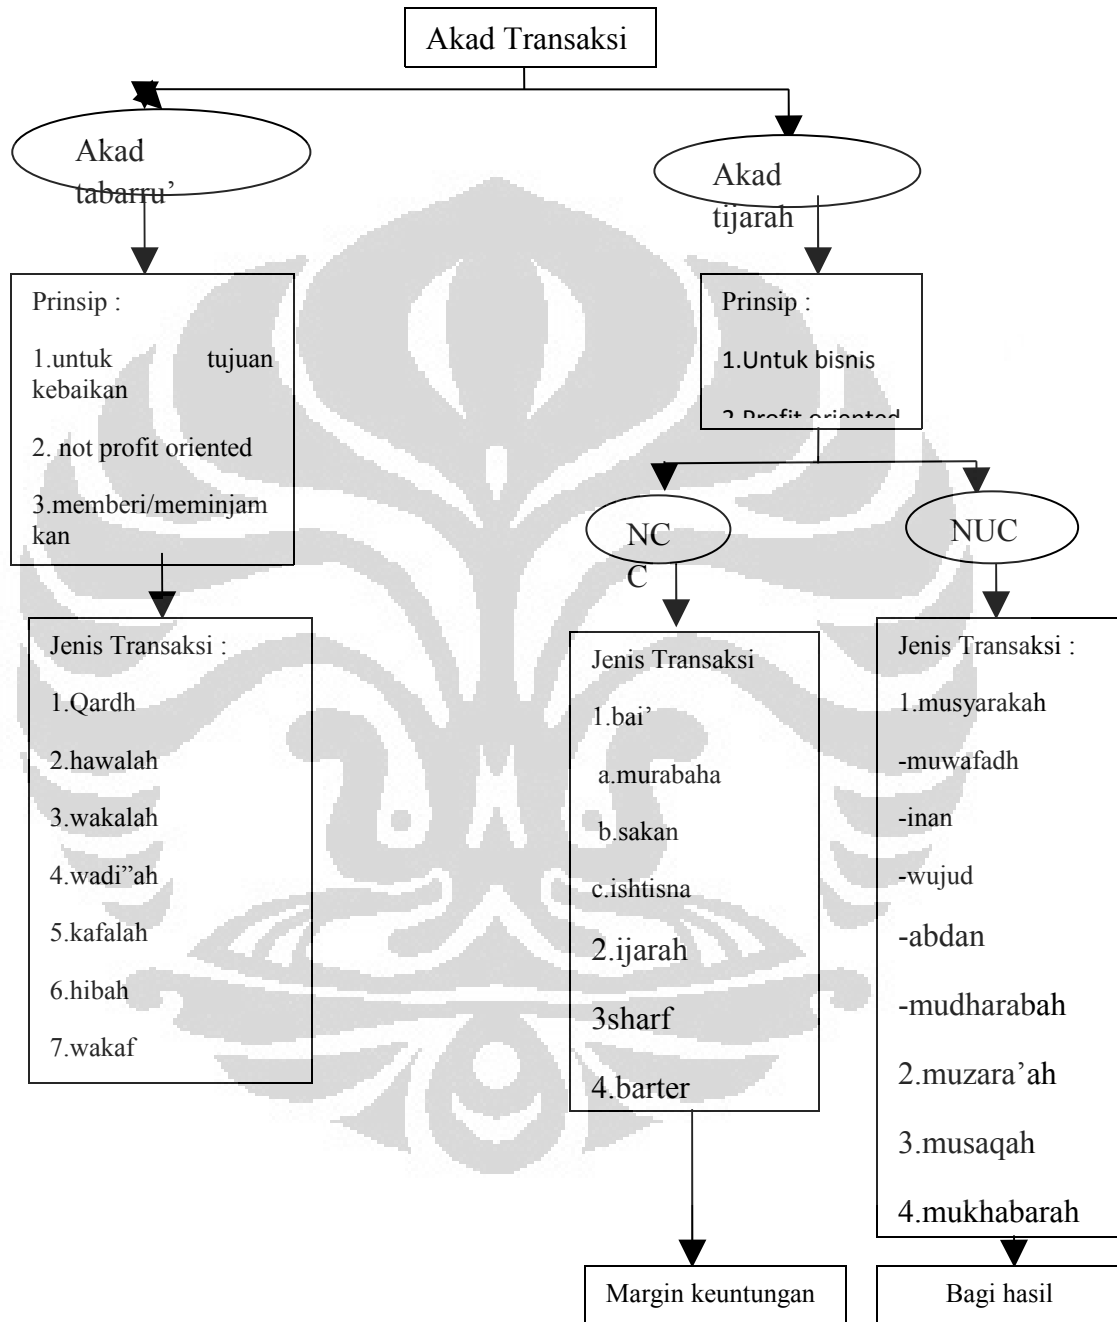 Akad Transaksi
Akad
tabarru’
Akad
tijarah
Prinsip :
1.untuk tujuan
kebaikan
2. not profit oriented
3.memberi/meminjam
kan
Prinsip :
1.Untuk bisnis
2.Profit oriented
NC
C
NUC
Jenis Transaksi :
1.Qardh
2.hawalah
3.wakalah
4.wadi”ah
5.kafalah
6.hibah
7.wakaf
Jenis Transaksi
1.bai’
a.murabaha
b.sakan
c.ishtisna
2.ijarah
3sharf
4.barter
Jenis Transaksi :
1.musyarakah
-muwafadh
-inan
-wujud
-abdan
-mudharabah
2.muzara’ah
3.musaqah
4.mukhabarah
Margin keuntungan
Bagi hasil